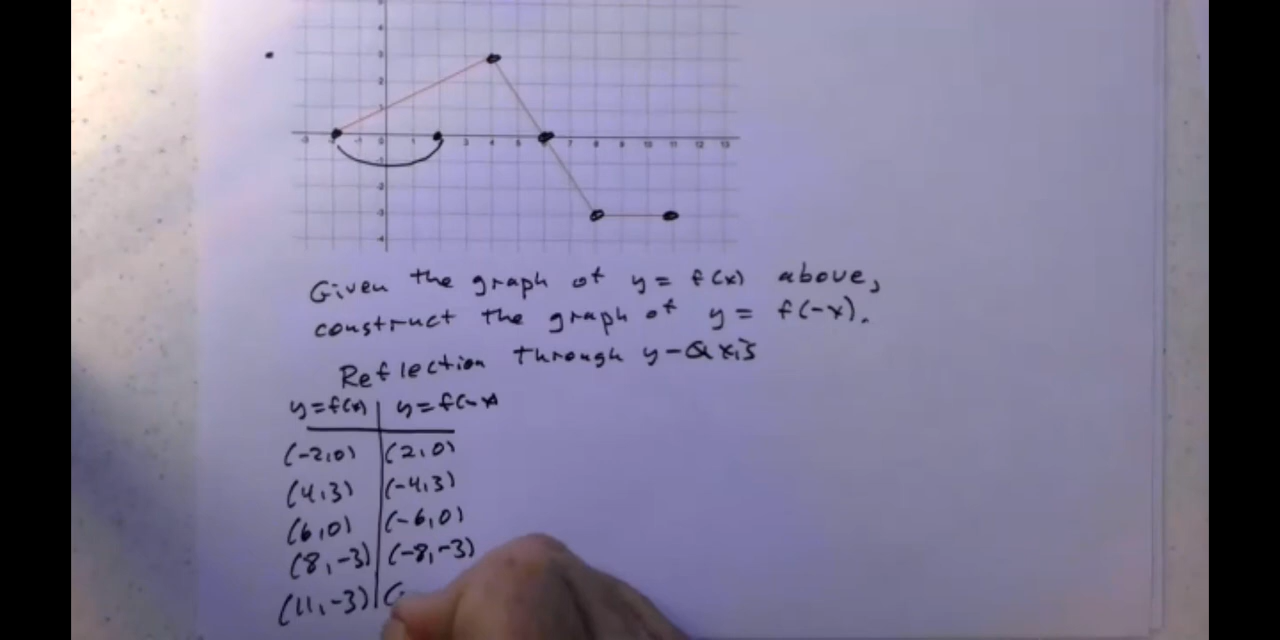 Given the graph of y = f(x) above,
construct the graph of y = f(-x).
Reflection through y-axis
y=f(x) y=f(-x)
(-2,0) (2,0)
(4,3) (-4,3)
(6,0) (-6,0)
(8,-3) (-8,-3)
(11,-3) (